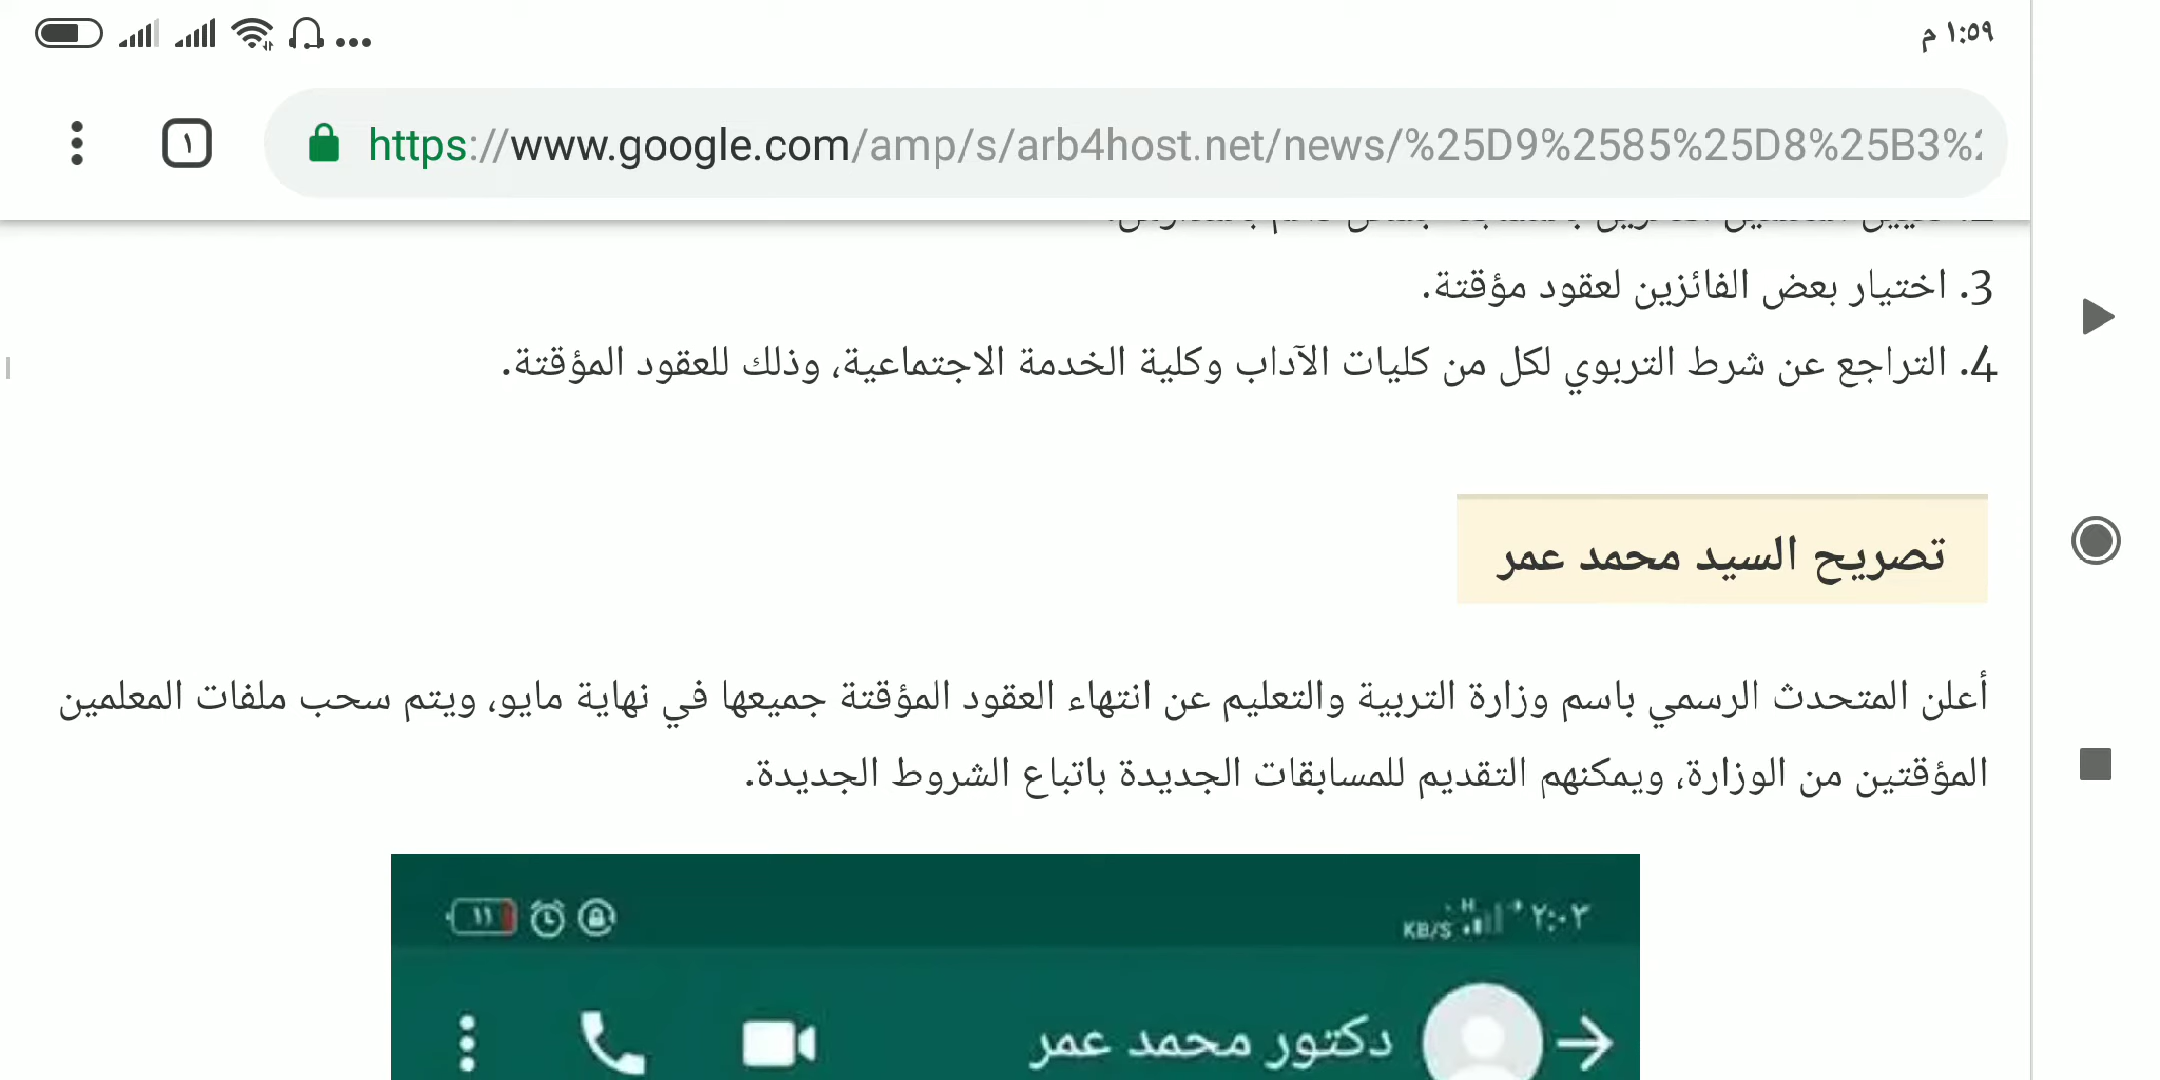 ١:٥٩ م
١
https://www.google.com/amp/s/arb4host.net/news/%25D9%2585%25D8%25B3%
3. اختيار بعض الفائزين لعقود مؤقتة.
4. التراجع عن شرط التربوي لكل من كليات الآداب وكلية الخدمة الاجتماعية، وذلك للعقود المؤقتة.
تصريح السيد محمد عمر
أعلن المتحدث الرسمي باسم وزارة التربية والتعليم عن انتهاء العقود المؤقتة جميعها في نهاية مايو، ويتم سحب ملفات المعلمين
المؤقتين من الوزارة، ويمكنهم التقديم للمسابقات الجديدة باتباع الشروط الجديدة.
٢:٠٢ H KB/S ١١
دكتور محمد عمر